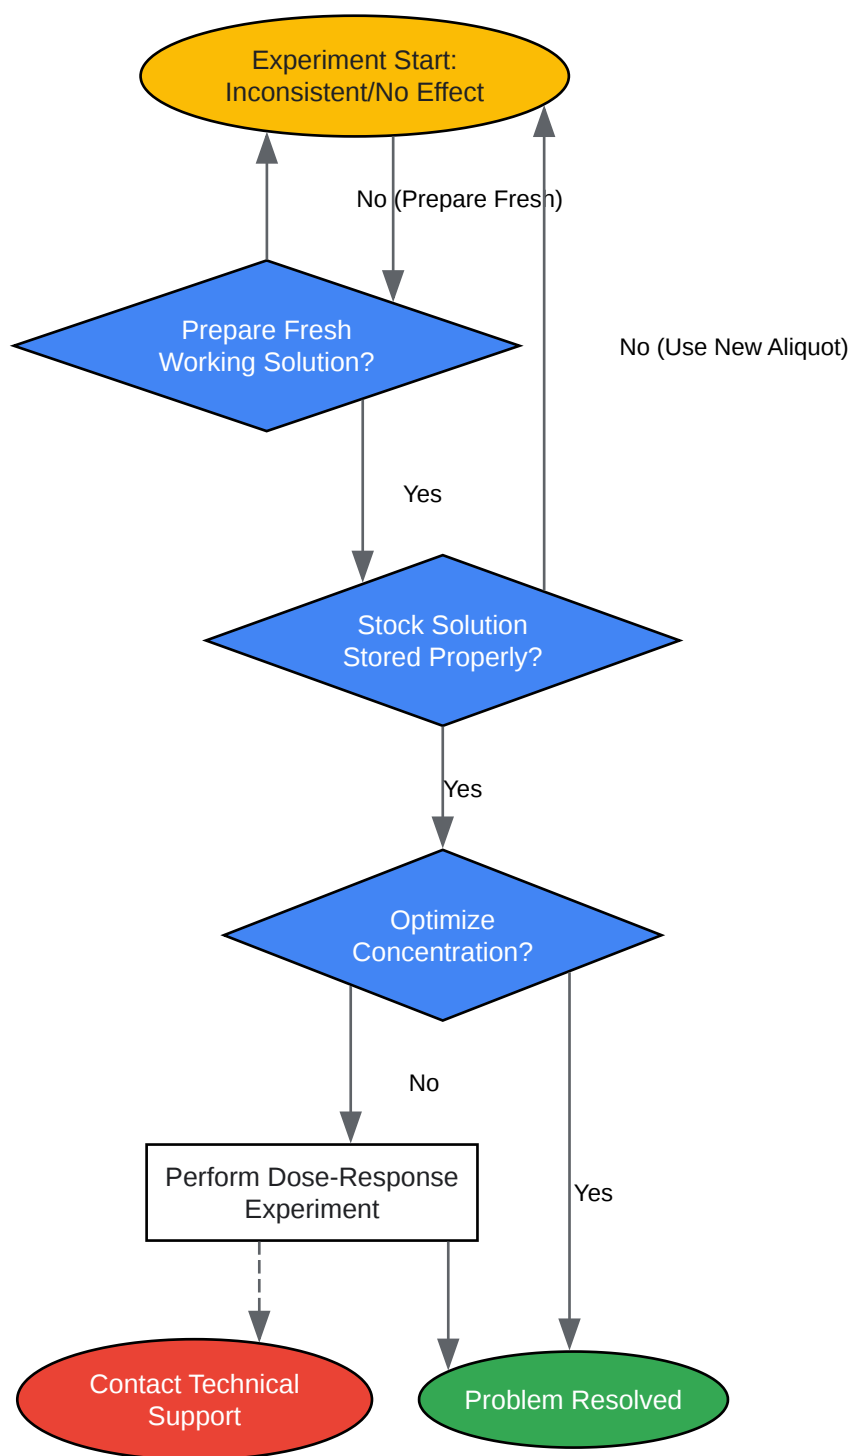 Experiment Start:
Inconsistent/No Effect
No (Prepare Fresh)
Prepare Fresh
Working Solution?
No (Use New Aliquot)
Yes
Stock Solution
Stored Properly?
Yes
Optimize
Concentration?
No
Perform Dose-Response
Experiment
Yes
Contact Technical
Support
Problem Resolved